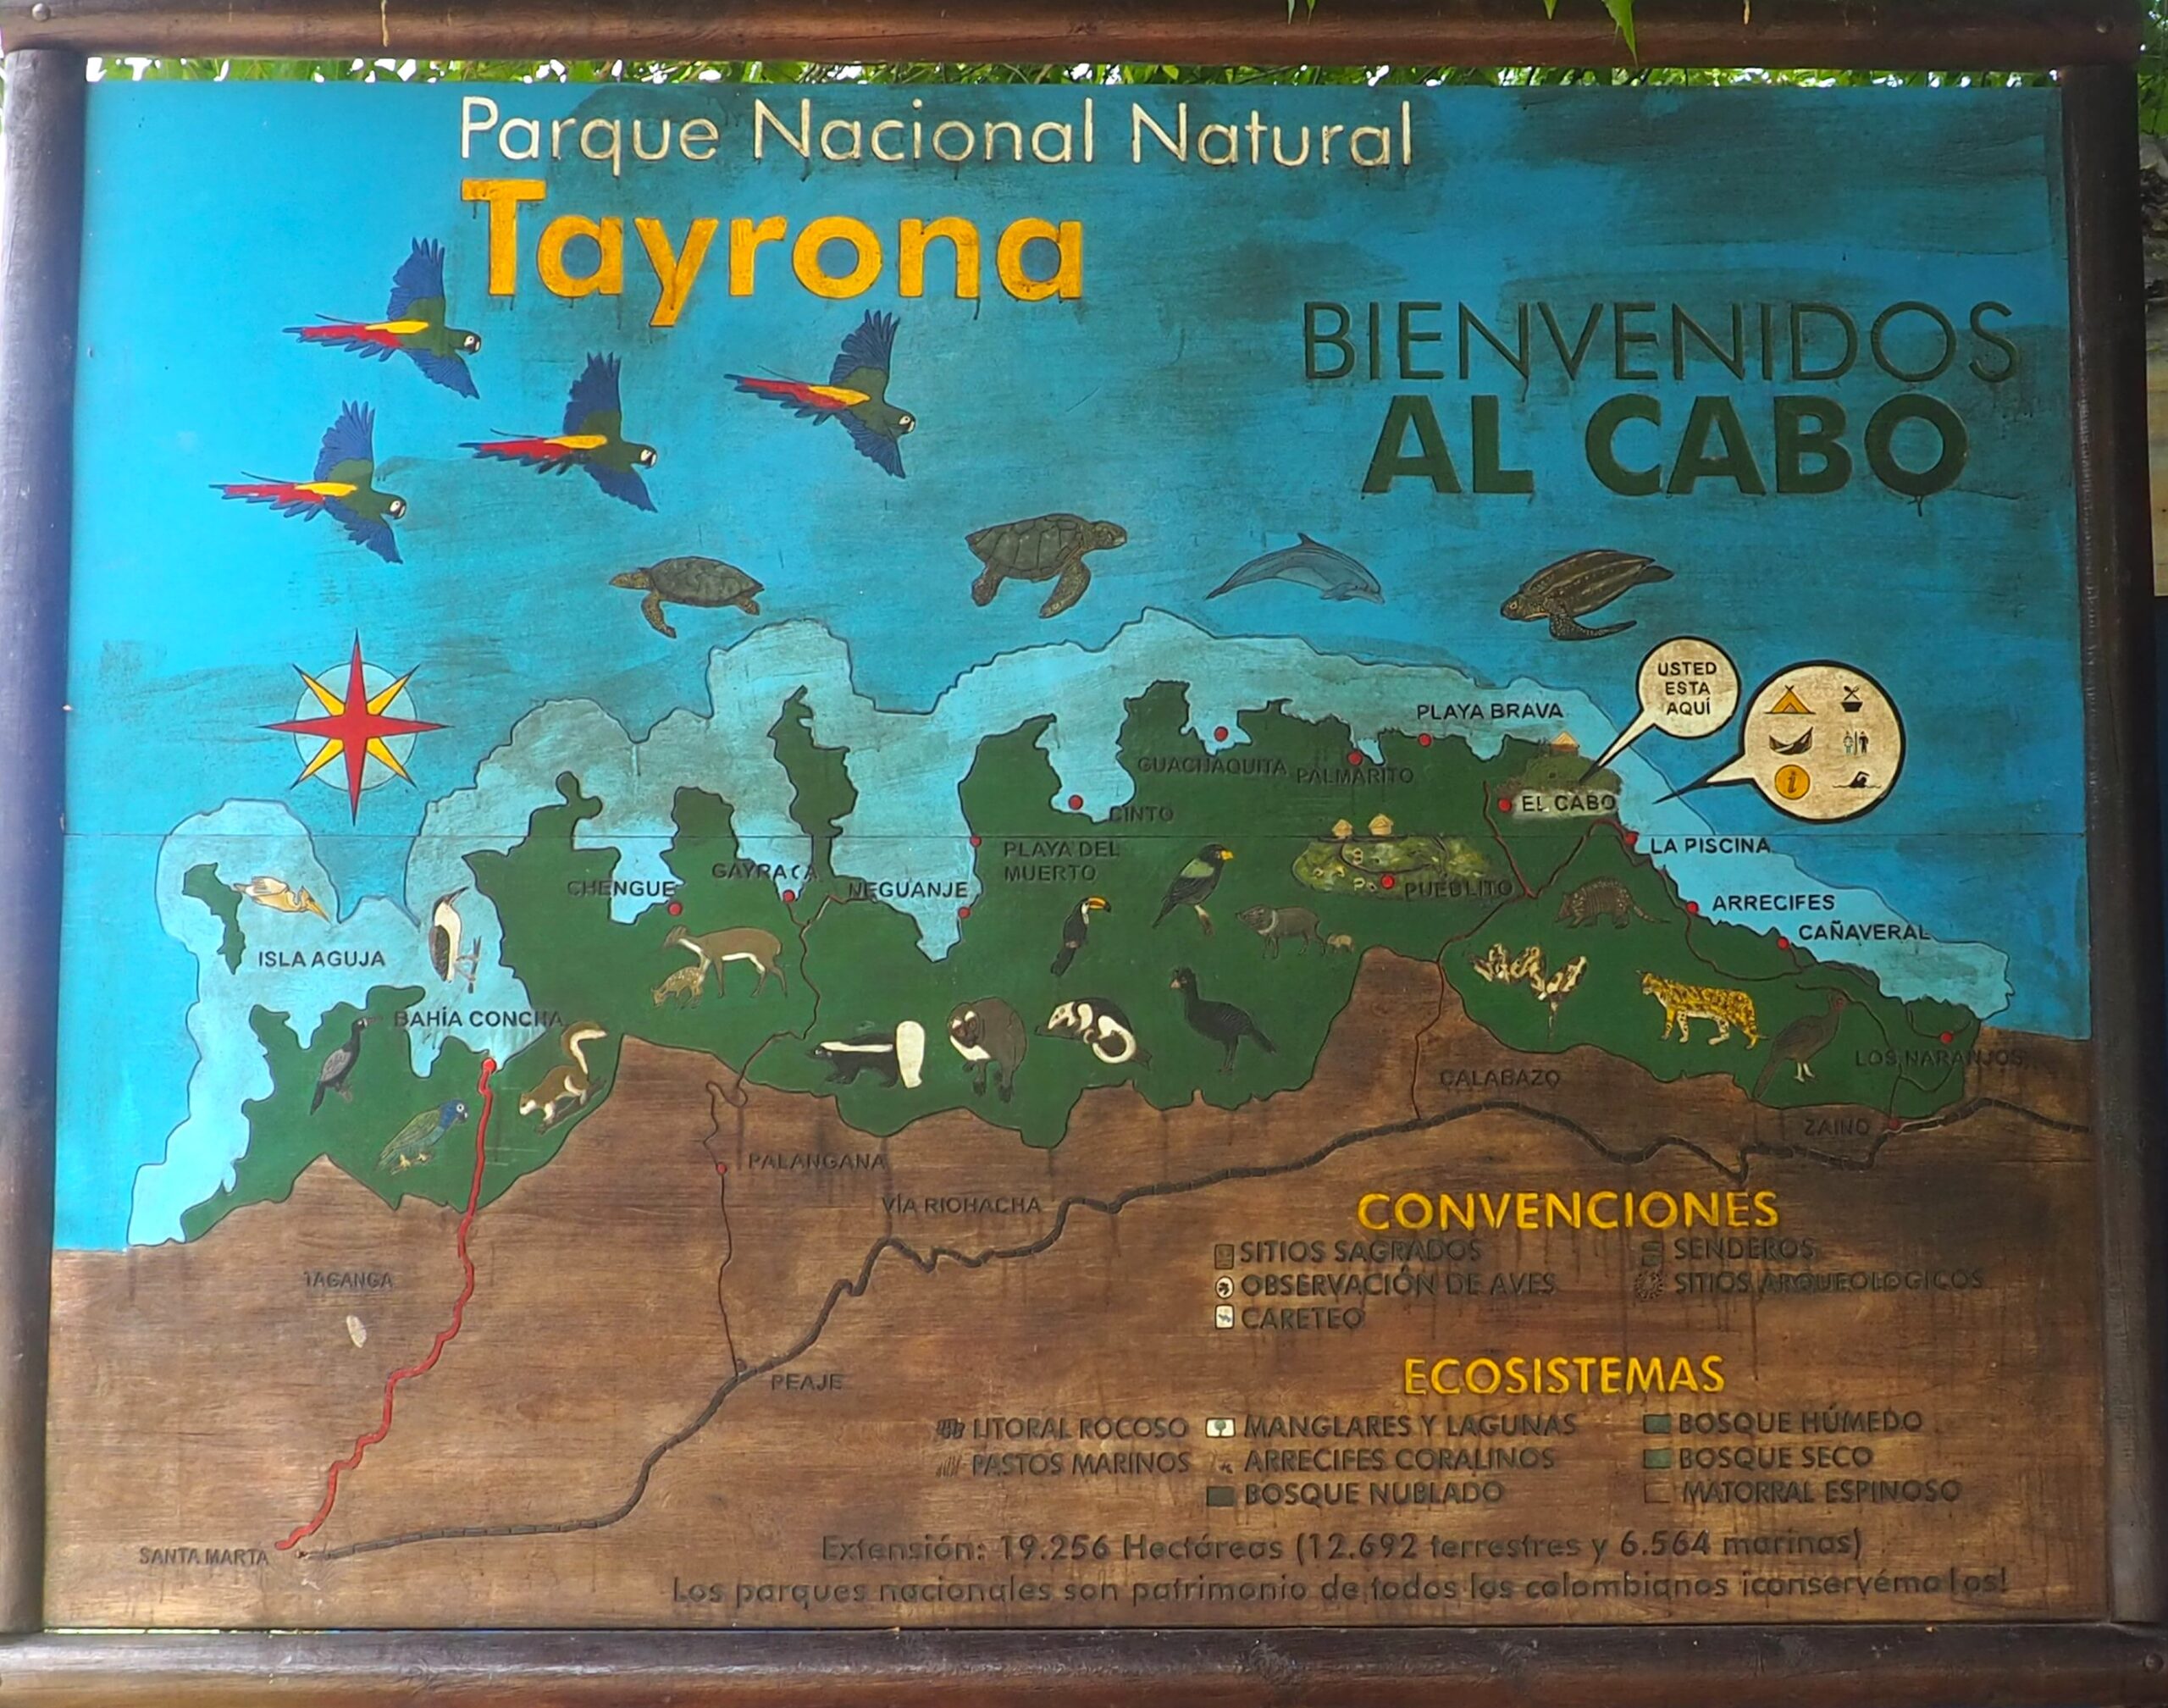 Parque Nacional Natural
Tayrona
BIENVENIDOS
AL CABO
USTED
ESTA
AQUÍ
PLAYA BRAVA
GUACHAQUITA
PALMARITO
CINTO
EL CABO
PLAYA DEL
MUERTO
LA PISCINA
GAYRACA
CHENGUE
NEGUANJE
PUEBLITO
ARRECIFES
CAÑAVERAL
ISLA AGUJA
BAHÍA CONCHA
LOS NARANJOS
CALABAZO
ZAINO
PALANGANA
VÍA RIOHACHA
TAGANGA
PEAJE
SANTA MARTA
CONVENCIONES
SITIOS SAGRADOS
SENDEROS
OBSERVACIÓN DE AVES
SITIOS ARQUEOLOGICOS
CARETEO
ECOSISTEMAS
LITORAL ROCOSO
MANGLARES Y LAGUNAS
BOSQUE HÚMEDO
PASTOS MARINOS
ARRECIFES CORALINOS
BOSQUE SECO
BOSQUE NUBLADO
MATORRAL ESPINOSO
Extensión: 19.256 Hectáreas (12.692 terrestres y 6.564 marinas)
Los parques nacionales son patrimonio de todos los colombianos ¡conservémoslos!